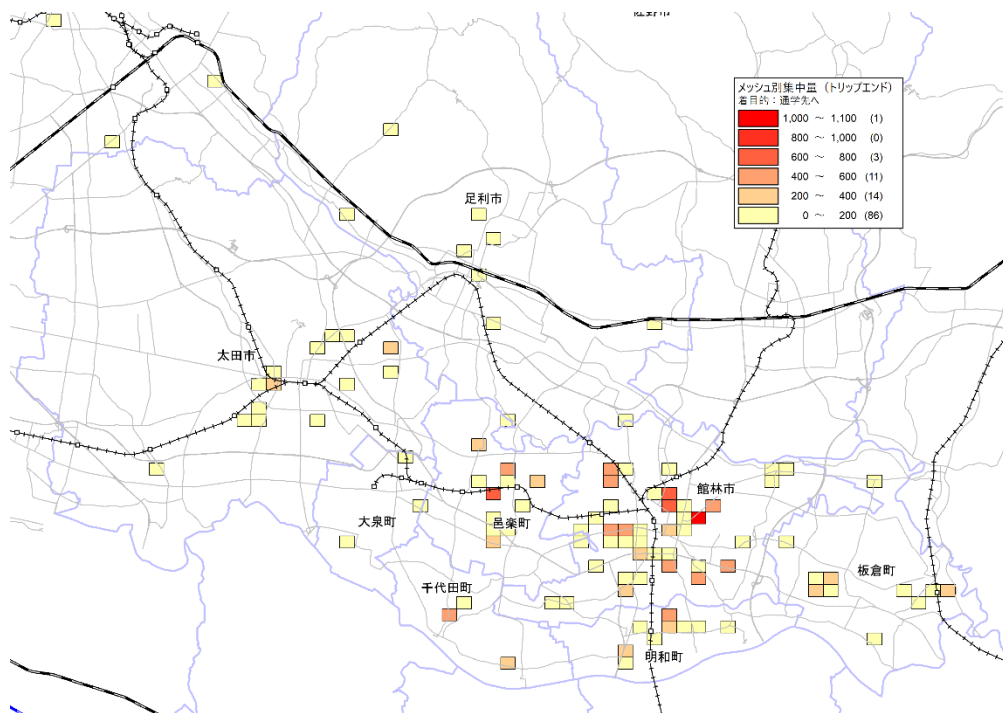 佐野市
メッシュ別集中量（トリップエンド）
着目的：通学先へ
1,000 ～ 1,100 (1)
800 ～ 1,000 (0)
600 ～ 800 (3)
400 ～ 600 (11)
200 ～ 400 (14)
0 ～ 200 (86)
足利市
太田市
館林市
大泉町
邑楽町
板倉町
千代田町
明和町